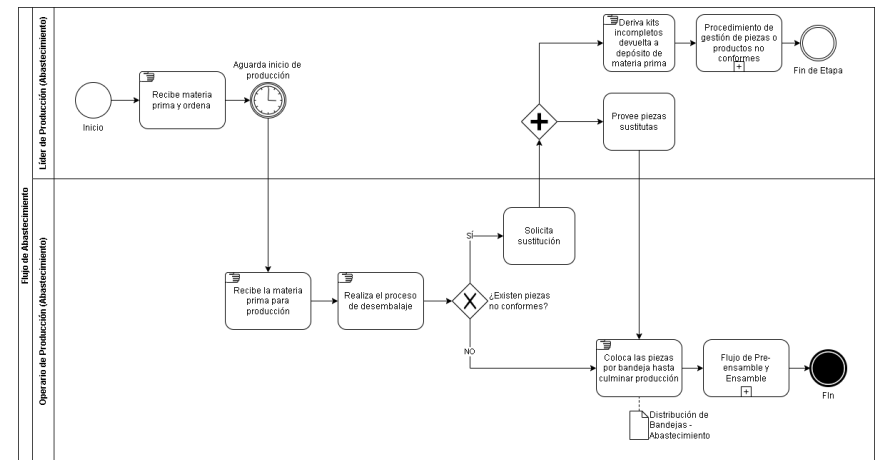 Flujo de Abastecimiento
Líder de Producción (Abastecimiento)
Inicio
Recibe materia
prima y ordena
Aguarda inicio de
producción
Deriva kits
incompletos
devuelta a
depósito de
materia prima
Procedimiento de
gestión de piezas o
productos no
conformes
Fin de Etapa
Provee piezas
sustitutas
Operario de Producción (Abastecimiento)
Recibe la materia
prima para
producción
Realiza el proceso
de desembalaje
¿Existen piezas
no conformes?
SÍ
Solicita
sustitución
NO
Coloca las piezas
por bandeja hasta
culminar producción
Distribución de
Bandejas -
Abastecimiento
Flujo de Pre-
ensamble y
Ensamble
FIn